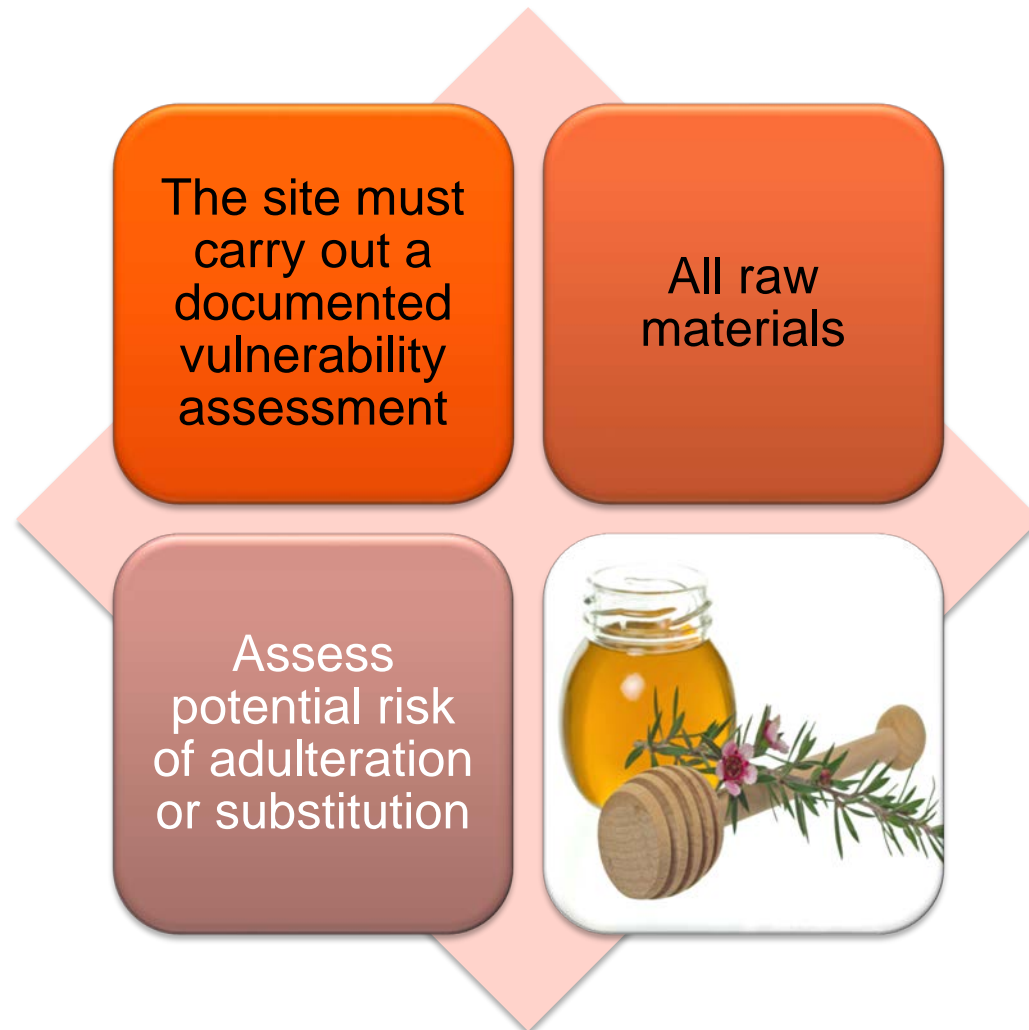 The site must
carry out a
documented
vulnerability
assessment
All raw
materials
Assess
potential risk
of adulteration
or substitution